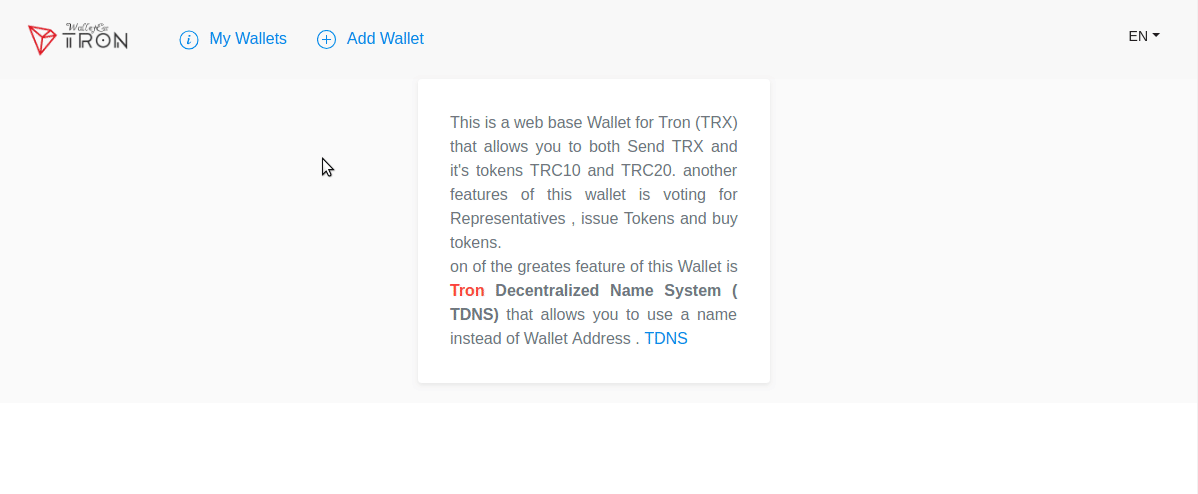 WalletEx
TRON
My Wallets
Add Wallet
EN
This is a web base Wallet for Tron (TRX)
that allows you to both Send TRX and
it's tokens TRC10 and TRC20. another
features of this wallet is voting for
Representatives , issue Tokens and buy
tokens.
on of the greates feature of this Wallet is
Tron Decentralized Name System (
TDNS) that allows you to use a name
instead of Wallet Address . TDNS